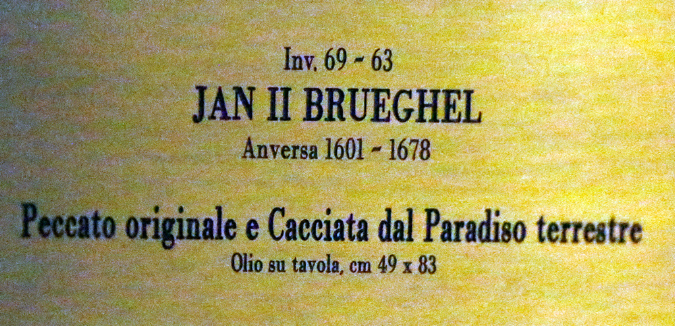 Inv. 69 ~ 63
JAN II BRUEGHEL
Anversa 1601 ~ 1678
Peccato originale e Cacciata dal Paradiso terrestre
Olio su tavola, cm 49 x 83